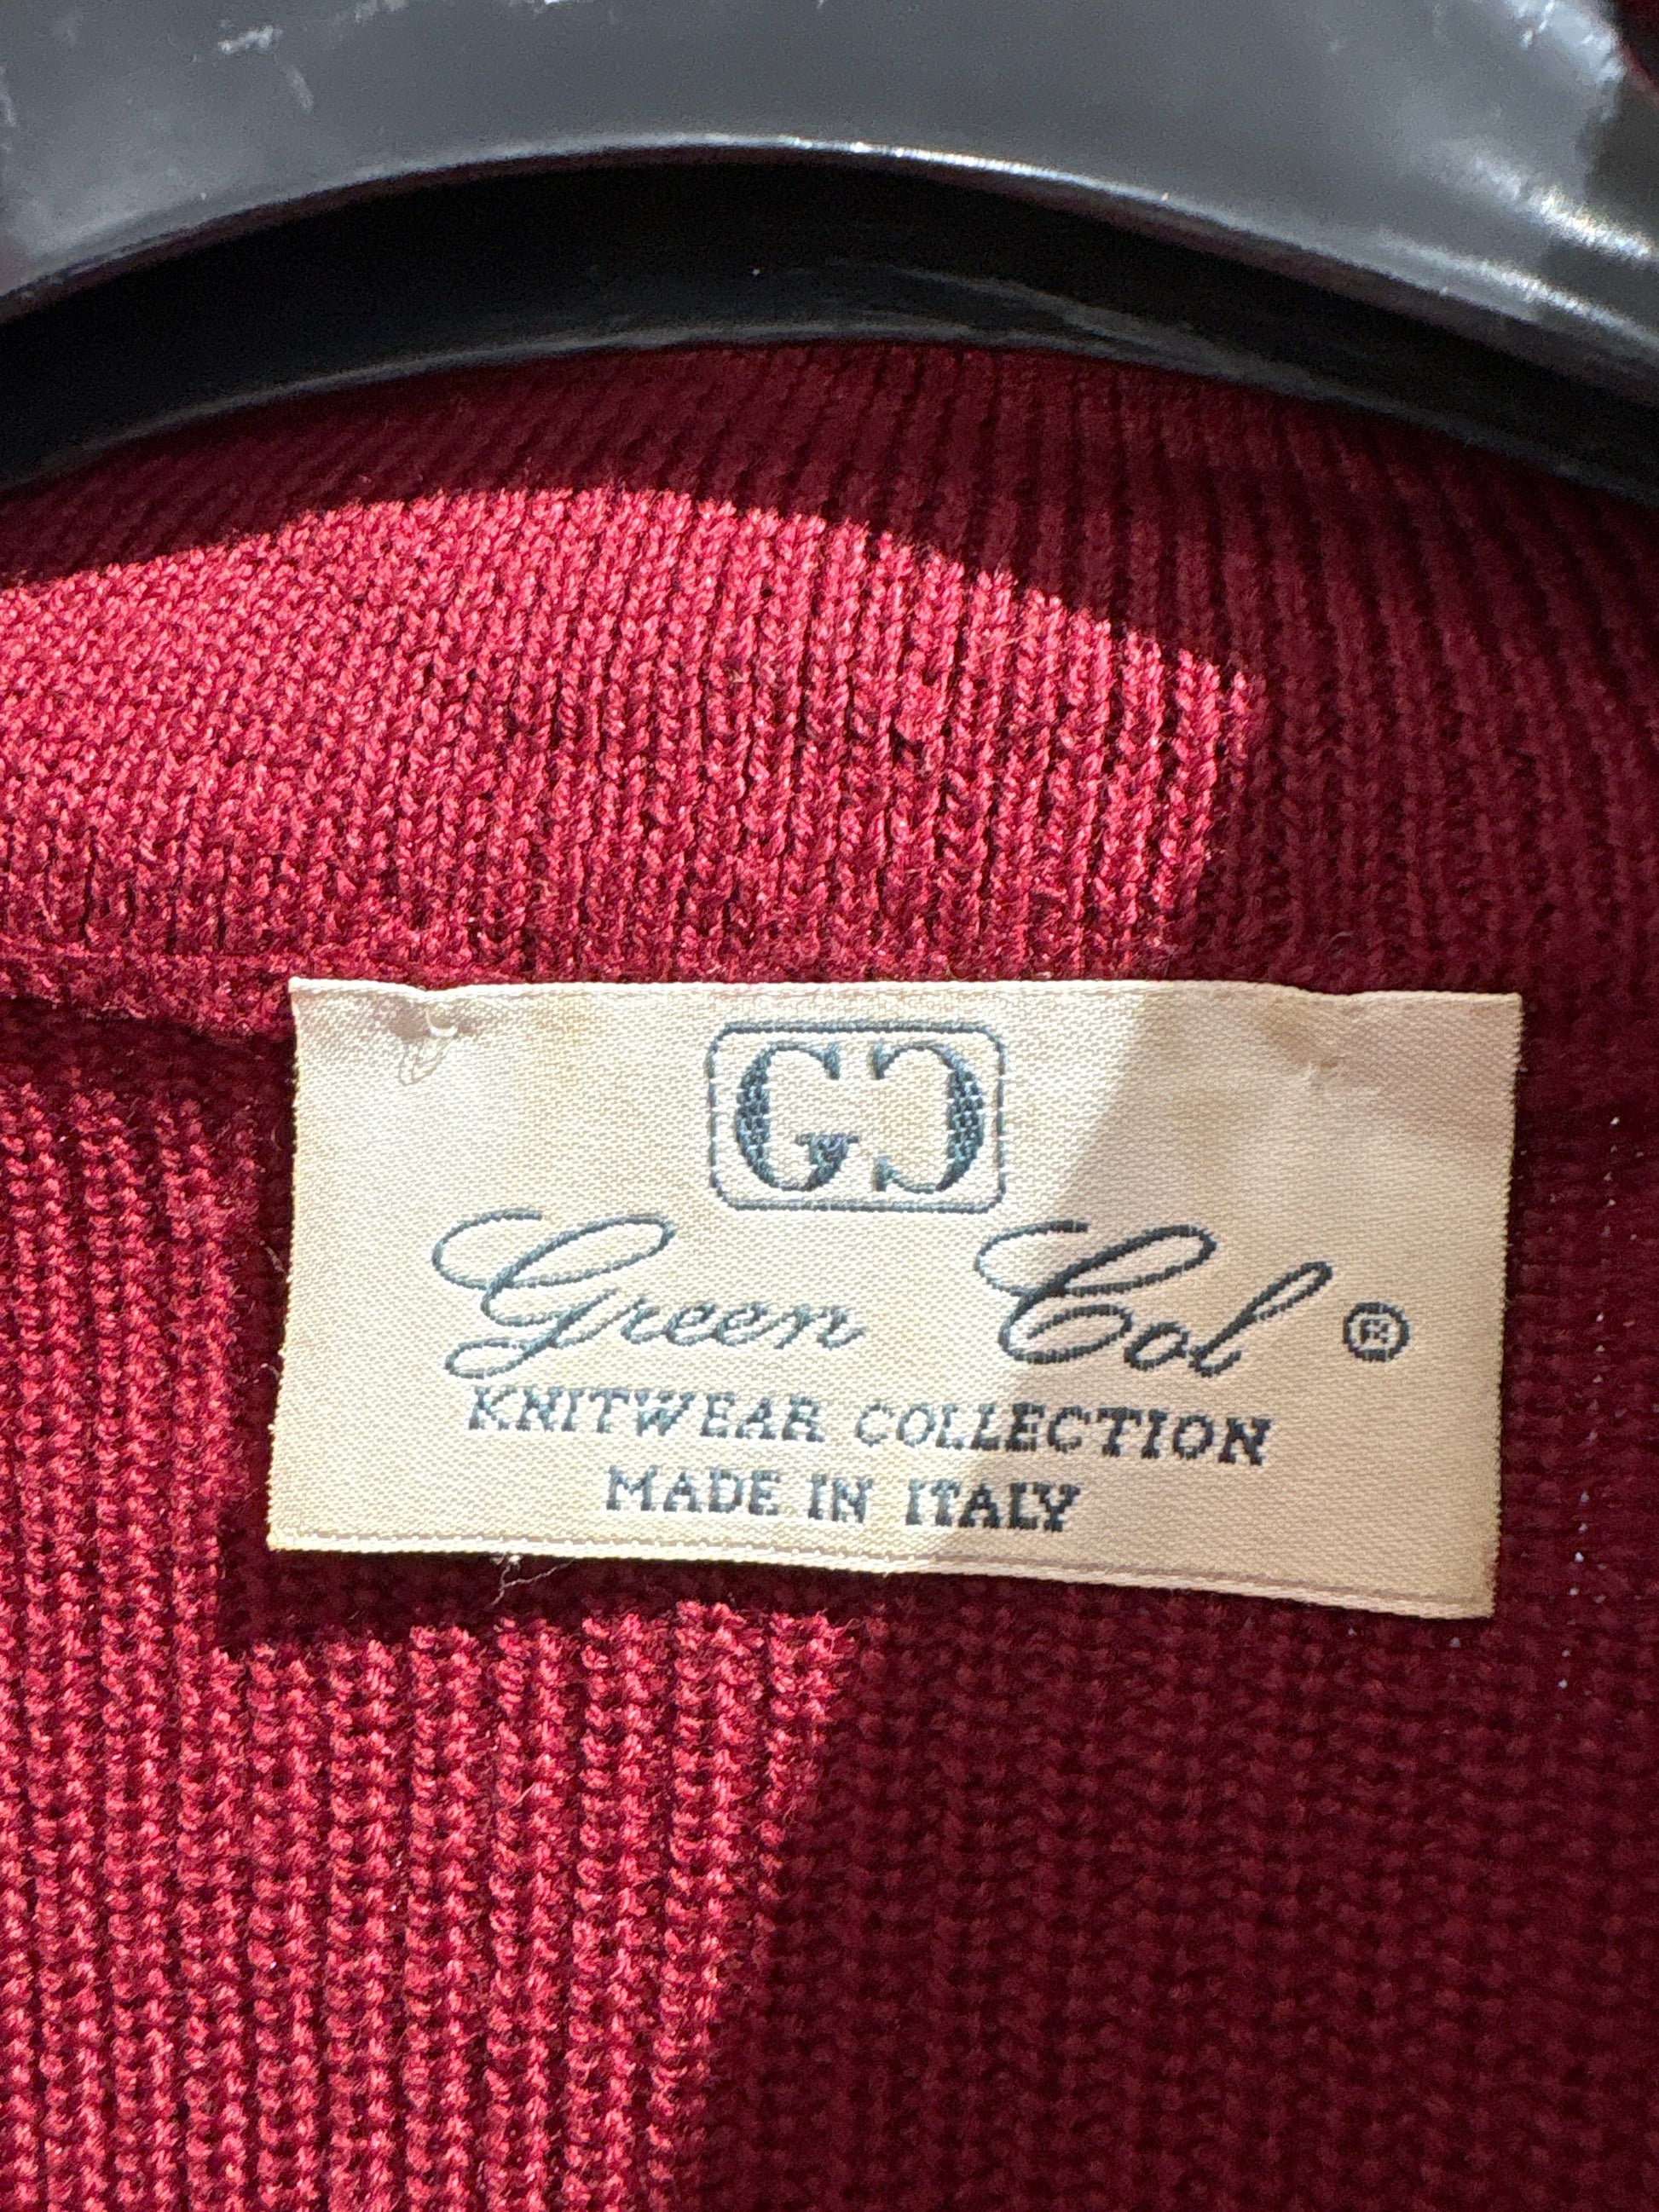 GC
Green Col ®
KNITWEAR COLLECTION
MADE IN ITALY